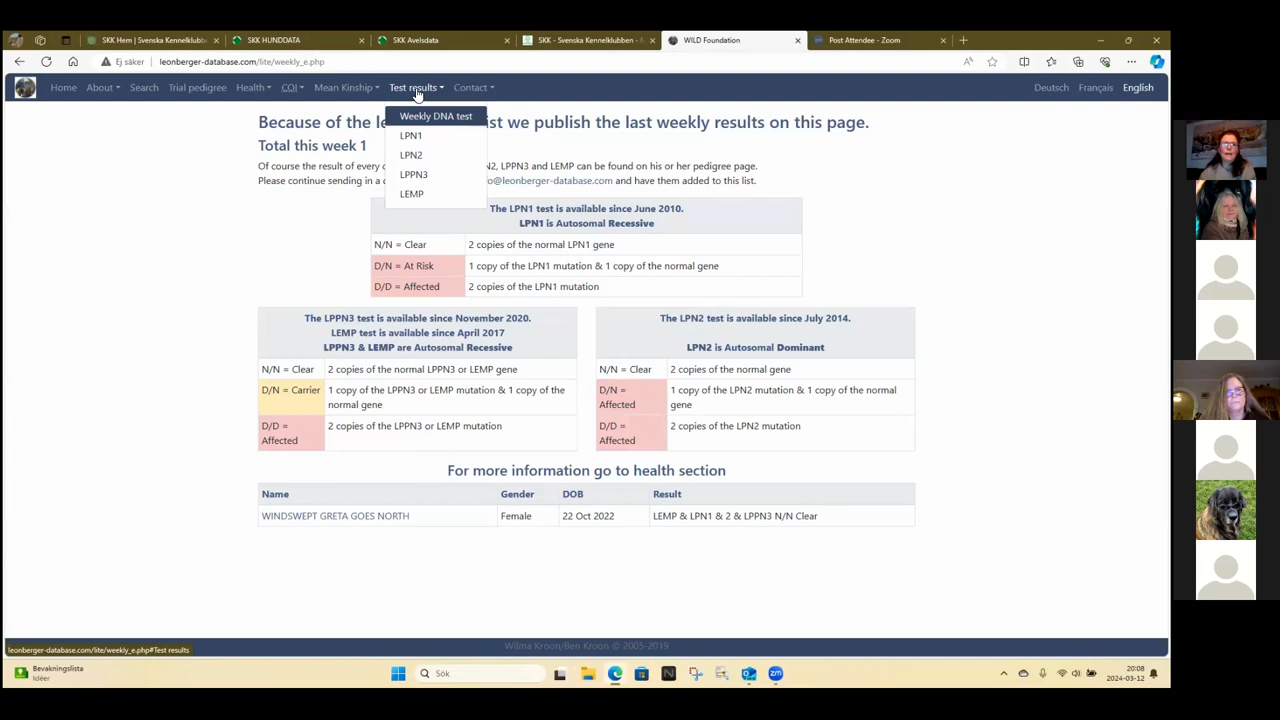 SKK Hem | Svenska Kennelklubbe
SKK HUNDDATA
SKK Avelsdata
SKK - Svenska Kennelklubben -
WILD Foundation
Post Attendee - Zoom
Ej säker
leonberger-database.com/lite/weekly_e.php
Home
About
Search
Trial pedigree
Health
COI
Mean Kinship
Test results
Contact
Deutsch
Français
English
Weekly DNA test
LPN1
LPN2
LPPN3
LEMP
Because of the le
ist we publish the last weekly results on this page.
Total this week 1
Of course the result of every
N2, LPPN3 and LEMP can be found on his or her pedigree page.
Please continue sending in a
fo@leonberger-database.com and have them added to this list.
The LPN1 test is available since June 2010.
LPN1 is Autosomal Recessive
N/N = Clear 2 copies of the normal LPN1 gene
D/N = At Risk 1 copy of the LPN1 mutation & 1 copy of the normal gene
D/D = Affected 2 copies of the LPN1 mutation
The LPPN3 test is available since November 2020.
LEMP test is available since April 2017
LPPN3 & LEMP are Autosomal Recessive
N/N = Clear 2 copies of the normal LPPN3 or LEMP gene
D/N = Carrier 1 copy of the LPPN3 or LEMP mutation & 1 copy of the
normal gene
D/D = 2 copies of the LPPN3 or LEMP mutation
Affected
The LPN2 test is available since July 2014.
LPN2 is Autosomal Dominant
N/N = Clear 2 copies of the normal gene
D/N = 1 copy of the LPN2 mutation & 1 copy of the normal
Affected gene
D/D = 2 copies of the LPN2 mutation
Affected
For more information go to health section
Name Gender DOB Result
WINDSWEPT GRETA GOES NORTH Female 22 Oct 2022 LEMP & LPN1 & 2 & LPPN3 N/N Clear
Wilma Kroon/Ben Kroon © 2005-2019
leonberger-database.com/lite/weekly_e.php#Test results
Bevakningslista
Idéer
Sök
20:08
2024-03-12